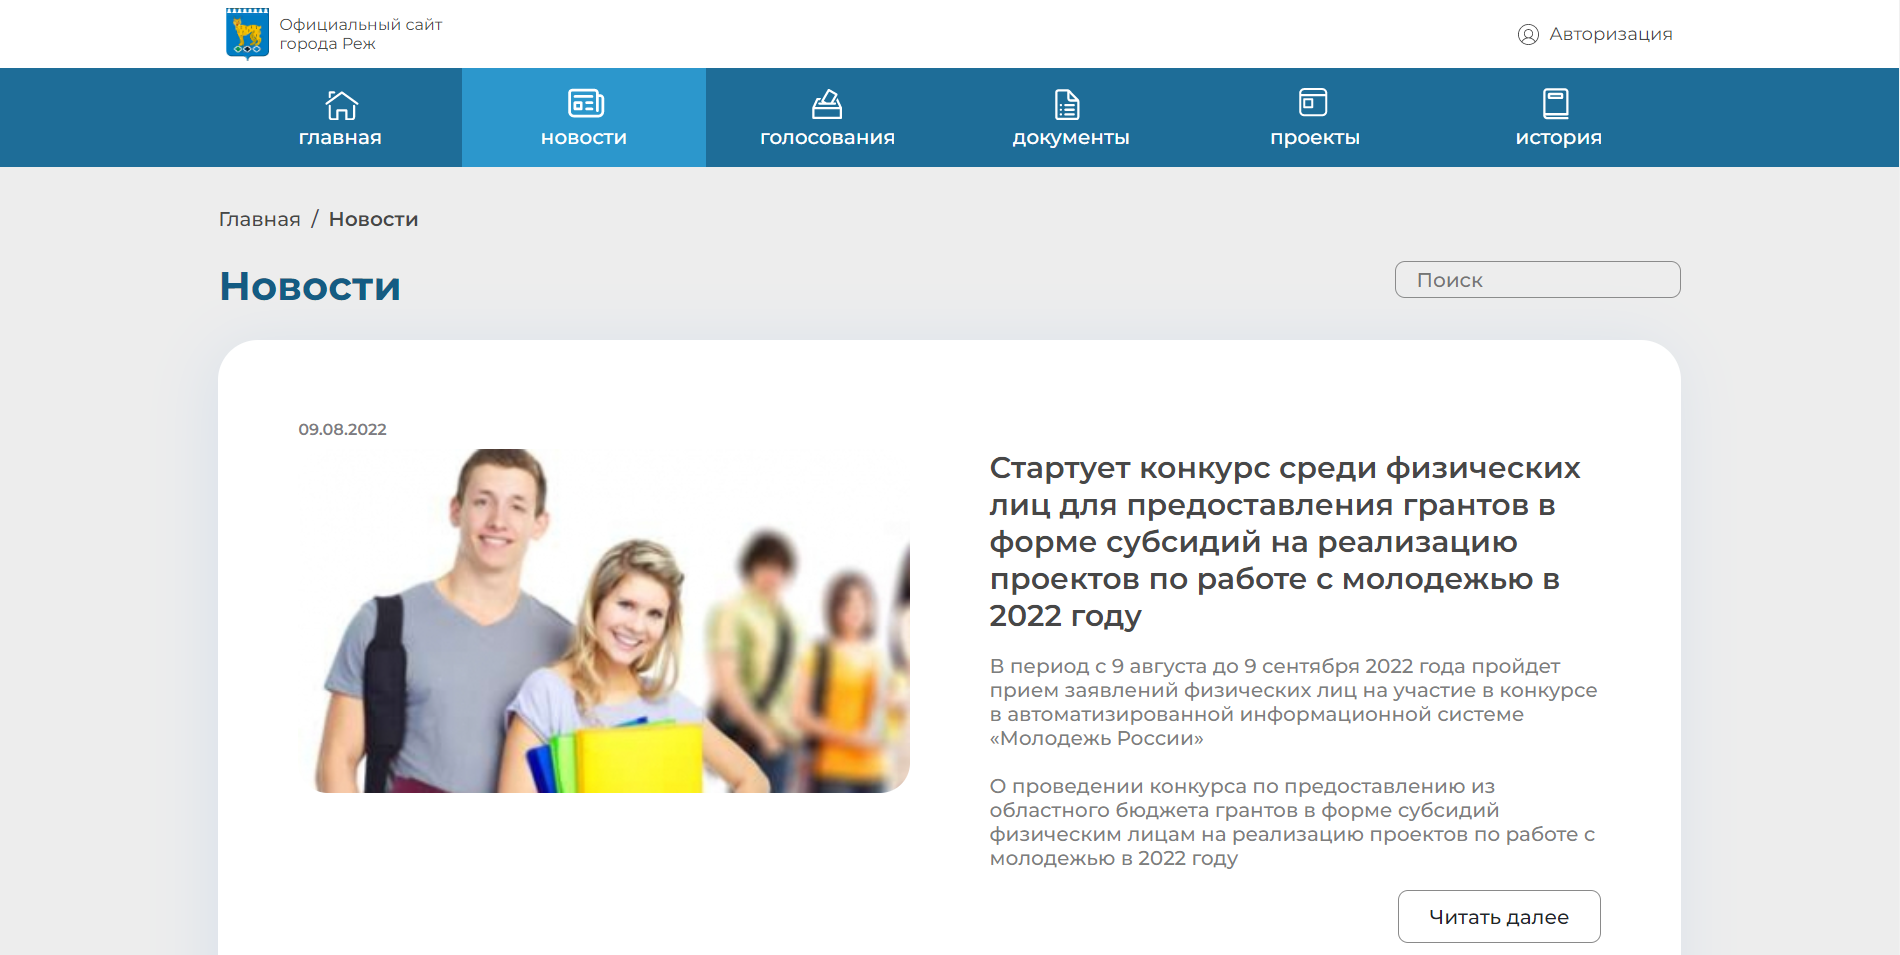 Официальный сайт
города Реж
Авторизация
главная
новости
голосования
документы
проекты
история
Главная / Новости
Новости
Поиск
09.08.2022
Стартует конкурс среди физических
лиц для предоставления грантов в
форме субсидий на реализацию
проектов по работе с молодежью в
2022 году
В период с 9 августа до 9 сентября 2022 года пройдет
прием заявлений физических лиц на участие в конкурсе
в автоматизированной информационной системе
«Молодежь России»
О проведении конкурса по предоставлению из
областного бюджета грантов в форме субсидий
физическим лицам на реализацию проектов по работе с
молодежью в 2022 году
Читать далее